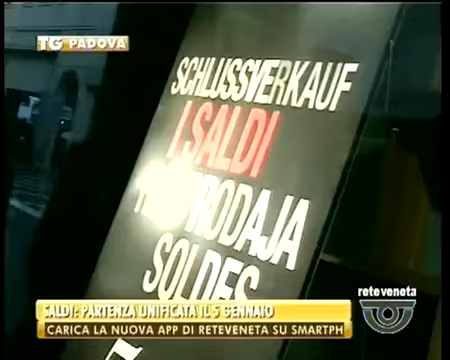 TG PADOVA
SCHLUSSVERKAUF
I SALDI
RODAJA
SOLDES
reteveneta
SALDI: PARTENZA UNIFICATA IL 5 GENNAIO
CARICA LA NUOVA APP DI RETEVENETA SU SMARTPH